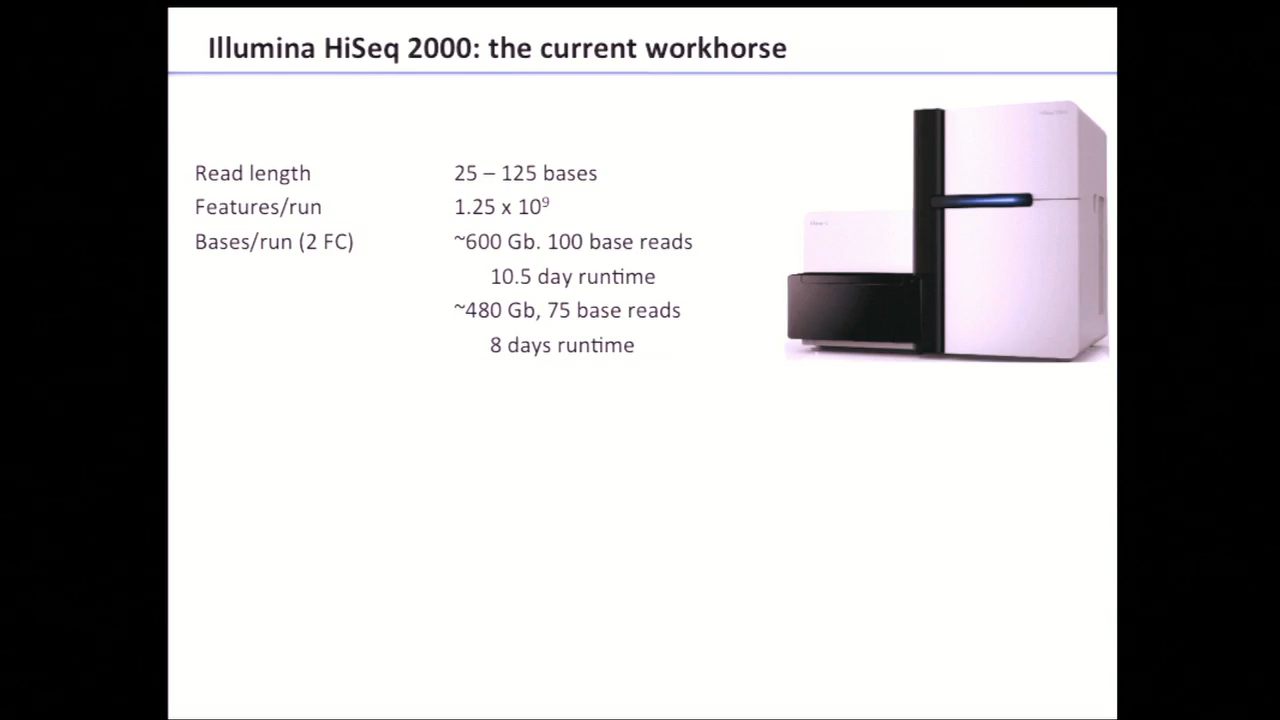 Illumina HiSeq 2000: the current workhorse
Read length 25 – 125 bases
Features/run 1.25 x 10⁹
Bases/run (2 FC) ~600 Gb. 100 base reads
10.5 day runtime
~480 Gb, 75 base reads
8 days runtime